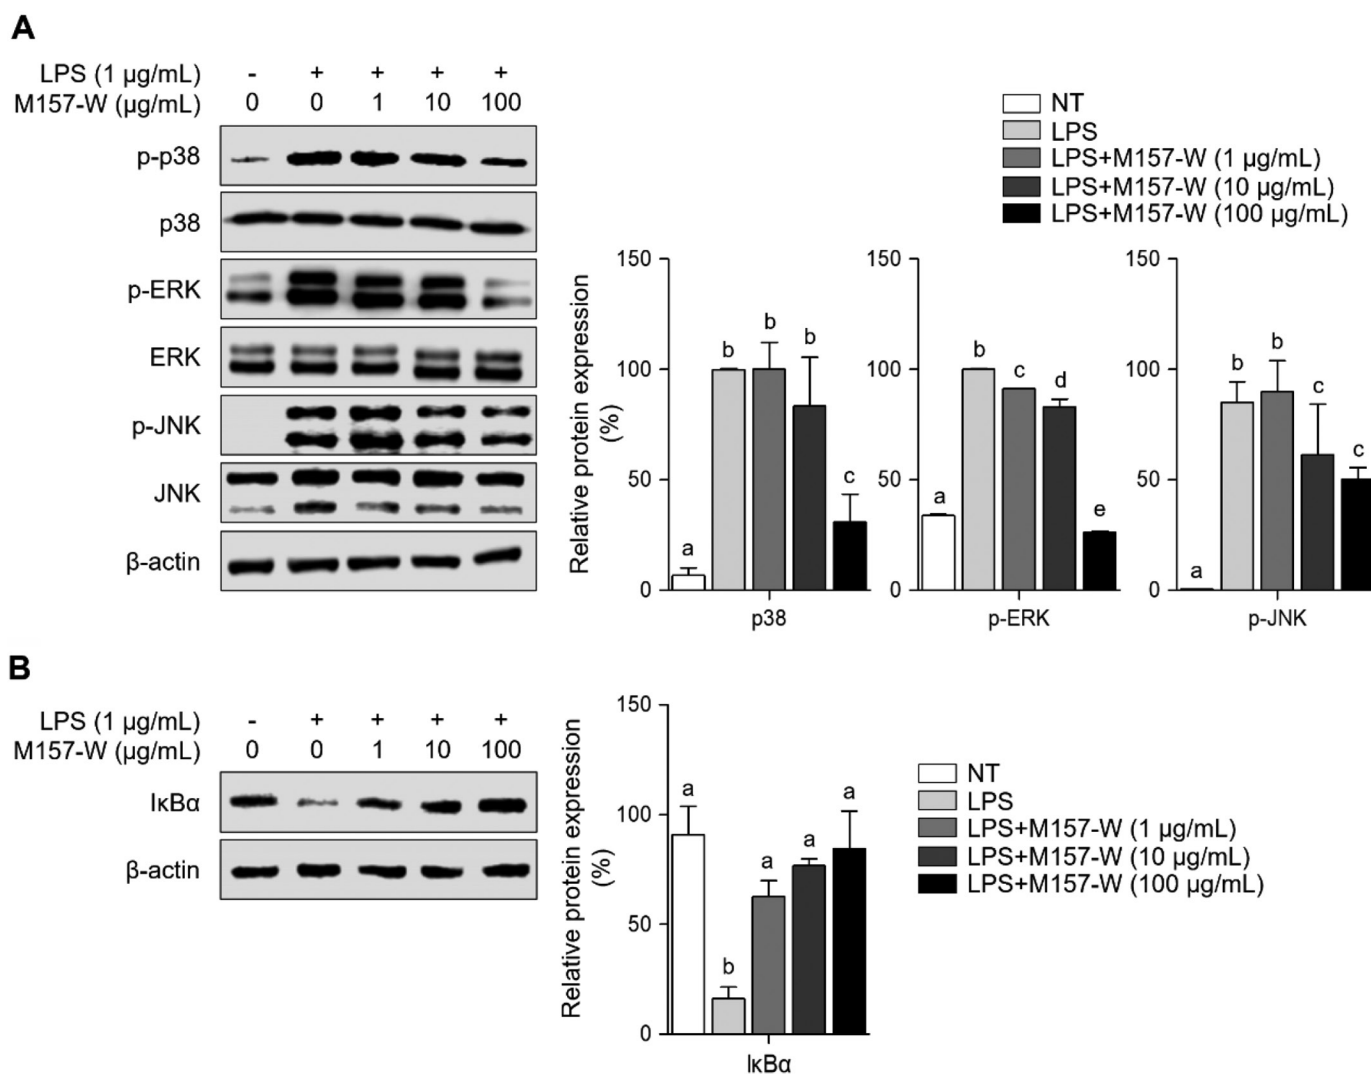 A
LPS (1 µg/mL) - + + + +
M157-W (µg/mL) 0 0 1 10 100
p-p38
p38
p-ERK
ERK
p-JNK
JNK
β-actin
NT
LPS
LPS+M157-W (1 µg/mL)
LPS+M157-W (10 µg/mL)
LPS+M157-W (100 µg/mL)
Relative protein expression
(%)
150
100
50
0
a b b b c
p38
150
100
50
0
a b c d e
p-ERK
150
100
50
0
a b b c c
p-JNK
B
LPS (1 µg/mL) - + + + +
M157-W (µg/mL) 0 0 1 10 100
IκBα
β-actin
Relative protein expression
(%)
150
100
50
0
a b a a a
IκBα
NT
LPS
LPS+M157-W (1 µg/mL)
LPS+M157-W (10 µg/mL)
LPS+M157-W (100 µg/mL)